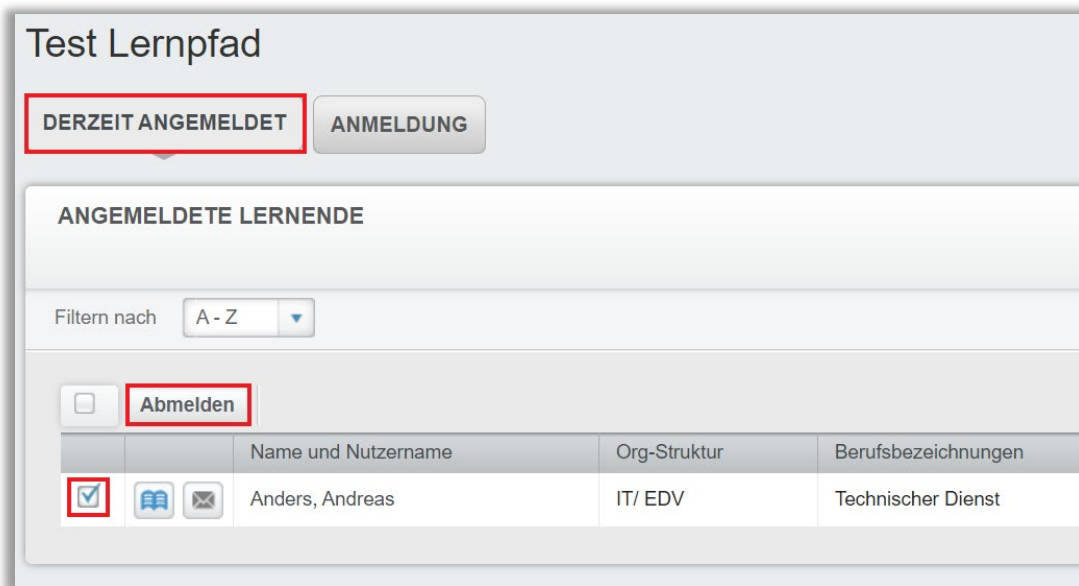 Test Lernpfad
DERZEIT ANGEMELDET ANMELDUNG
ANGEMELDETE LERNENDE
Filtern nach A - Z
Abmelden
Name und Nutzername Org-Struktur Berufsbezeichnungen
Anders, Andreas IT/ EDV Technischer Dienst